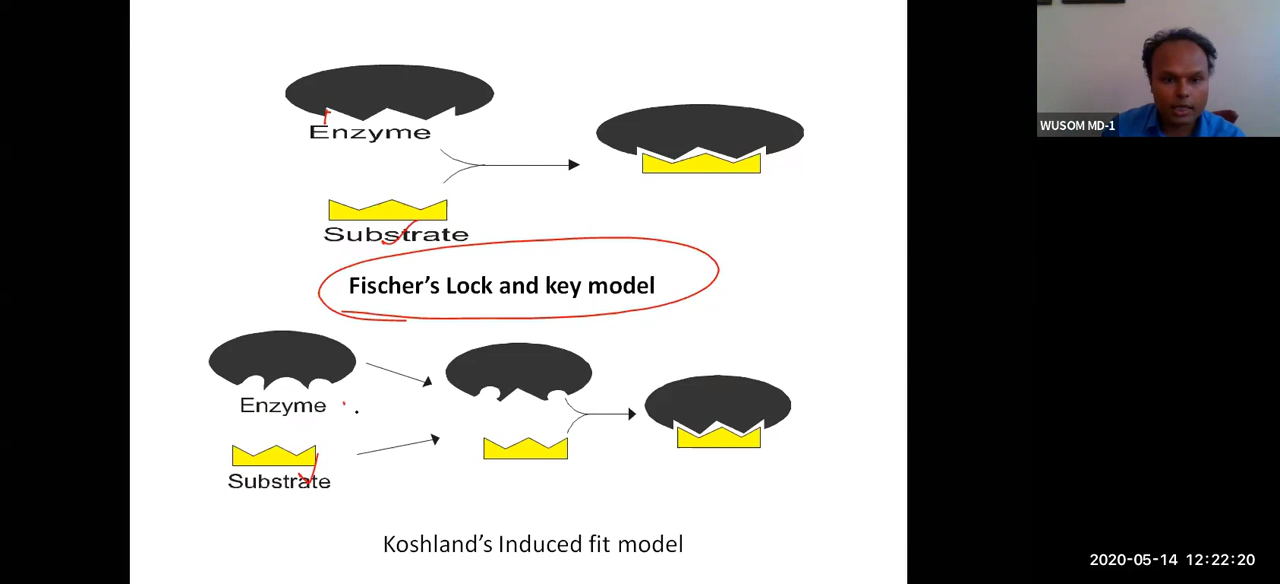 Enzyme
WUSOM MD-1
Substrate
Fischer's Lock and key model
Enzyme
Substrate
Koshland's Induced fit model
2020-05-14 12:22:20